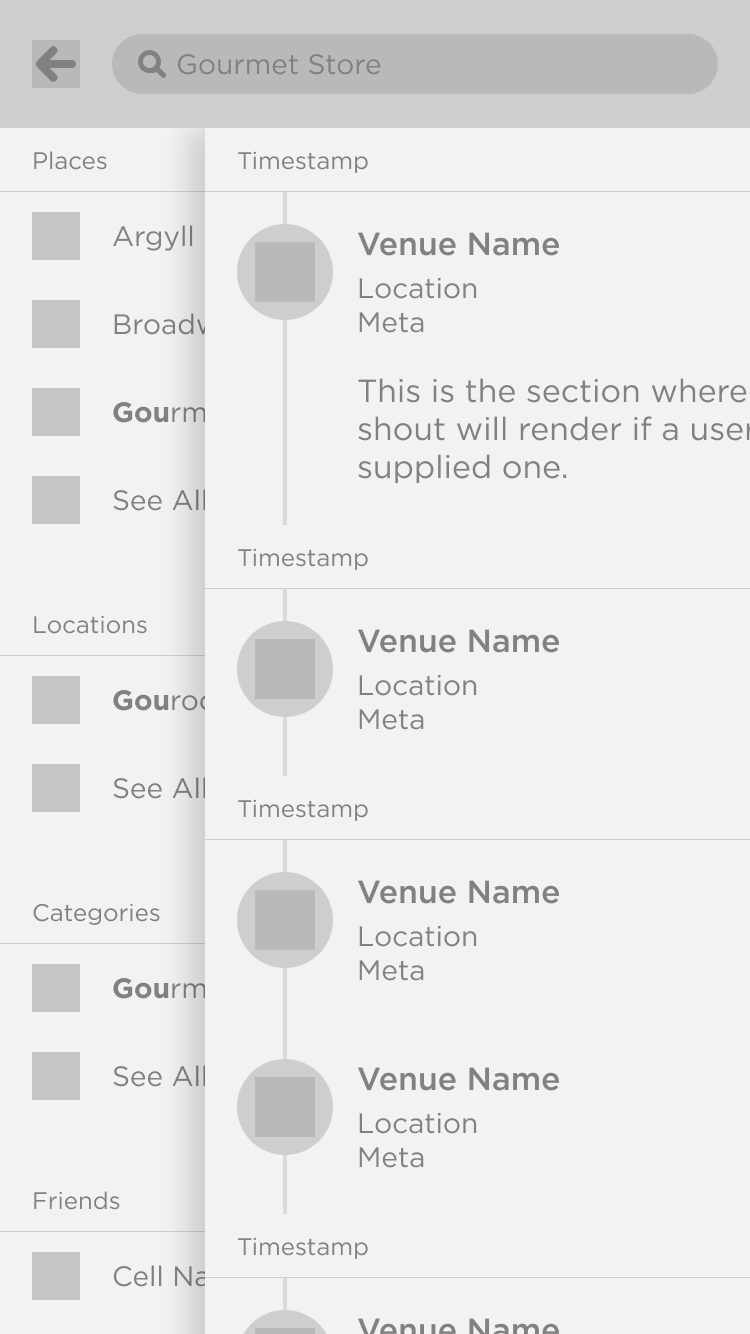 Gourmet Store
Places
Argyll
Broadw
Gourm
See All
Locations
Gouroc
See All
Categories
Gourm
See All
Friends
Cell Na
Timestamp
Venue Name
Location
Meta
This is the section where
shout will render if a user
supplied one.
Timestamp
Venue Name
Location
Meta
Timestamp
Venue Name
Location
Meta
Venue Name
Location
Meta
Timestamp
Venue Name